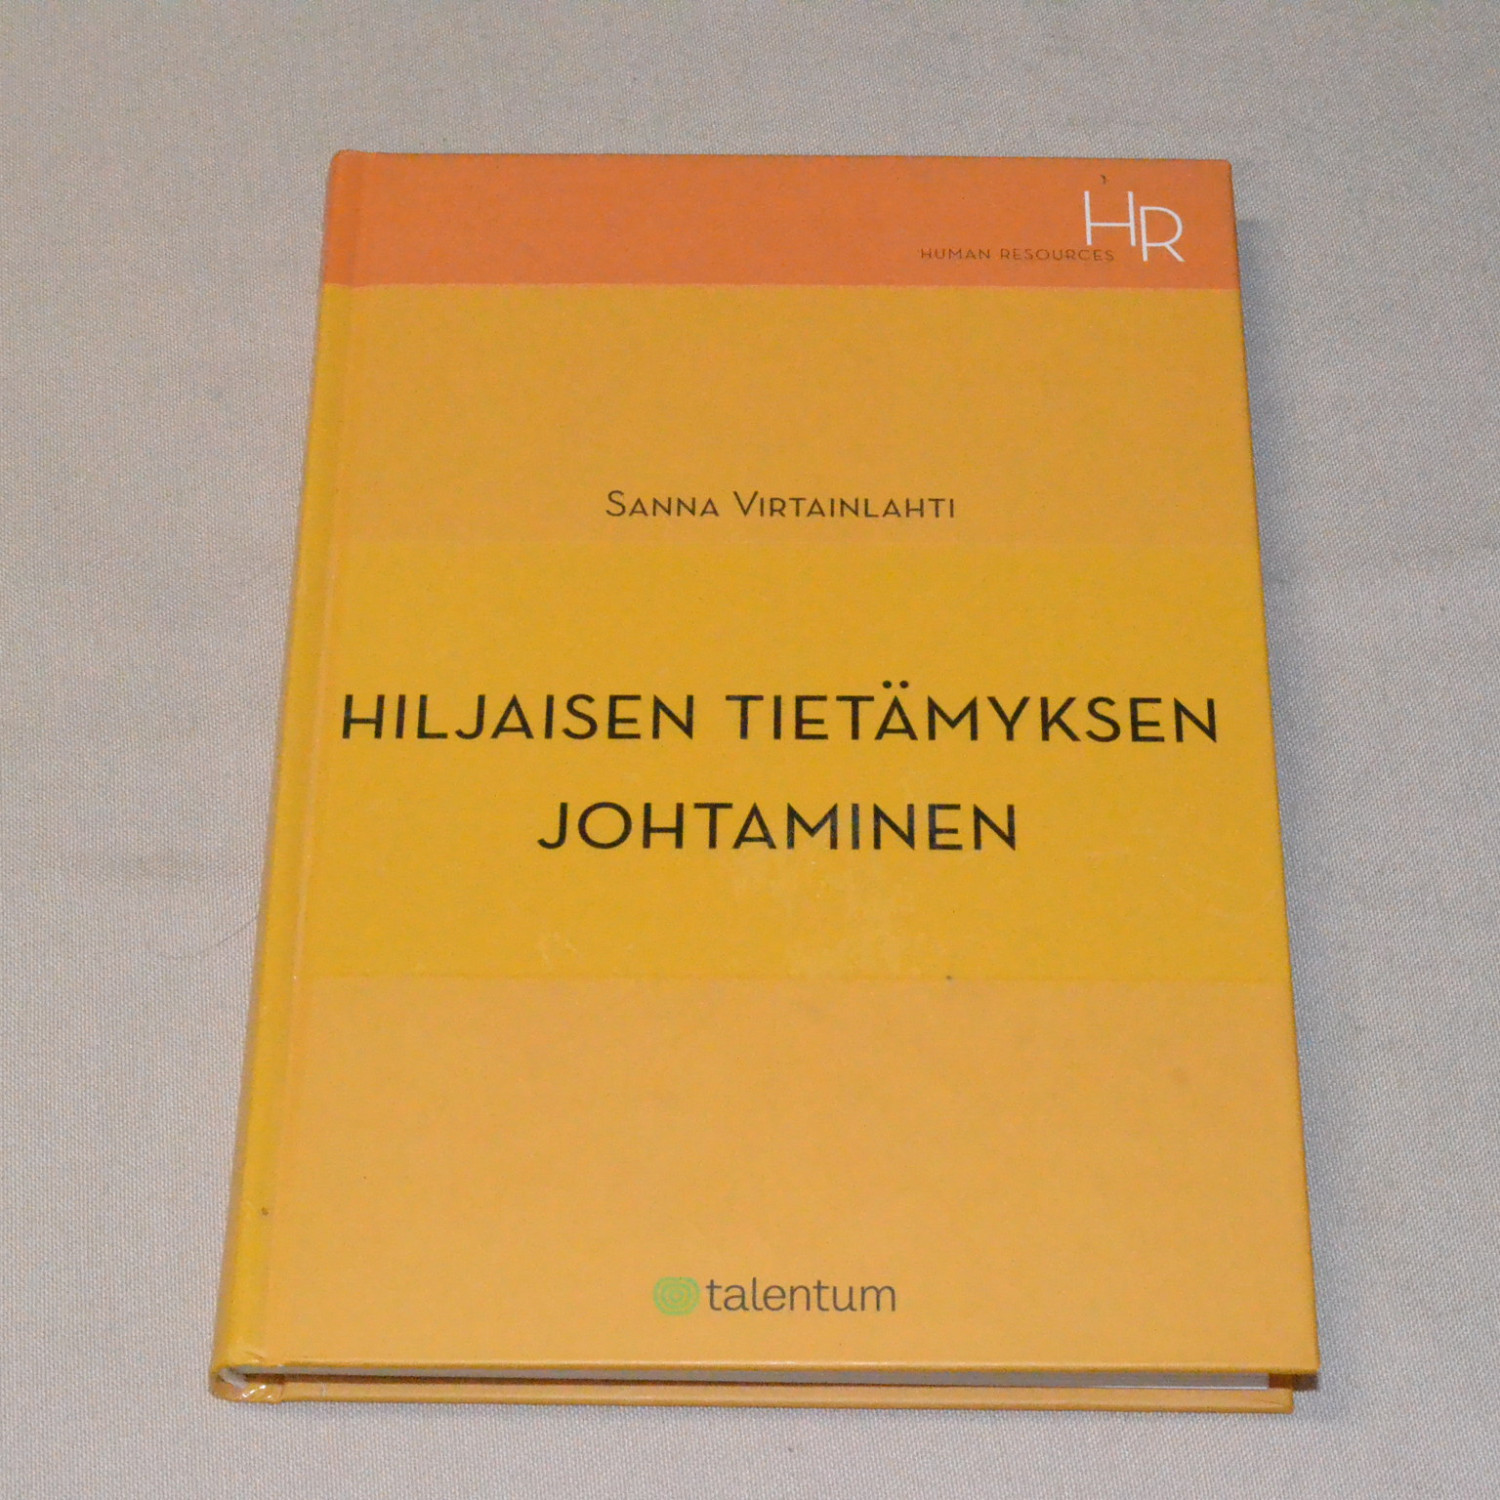 HR
HUMAN RESOURCES
SANNA VIRTAINLAHTI
HILJAISEN TIETÄMYKSEN
JOHTAMINEN
talentum